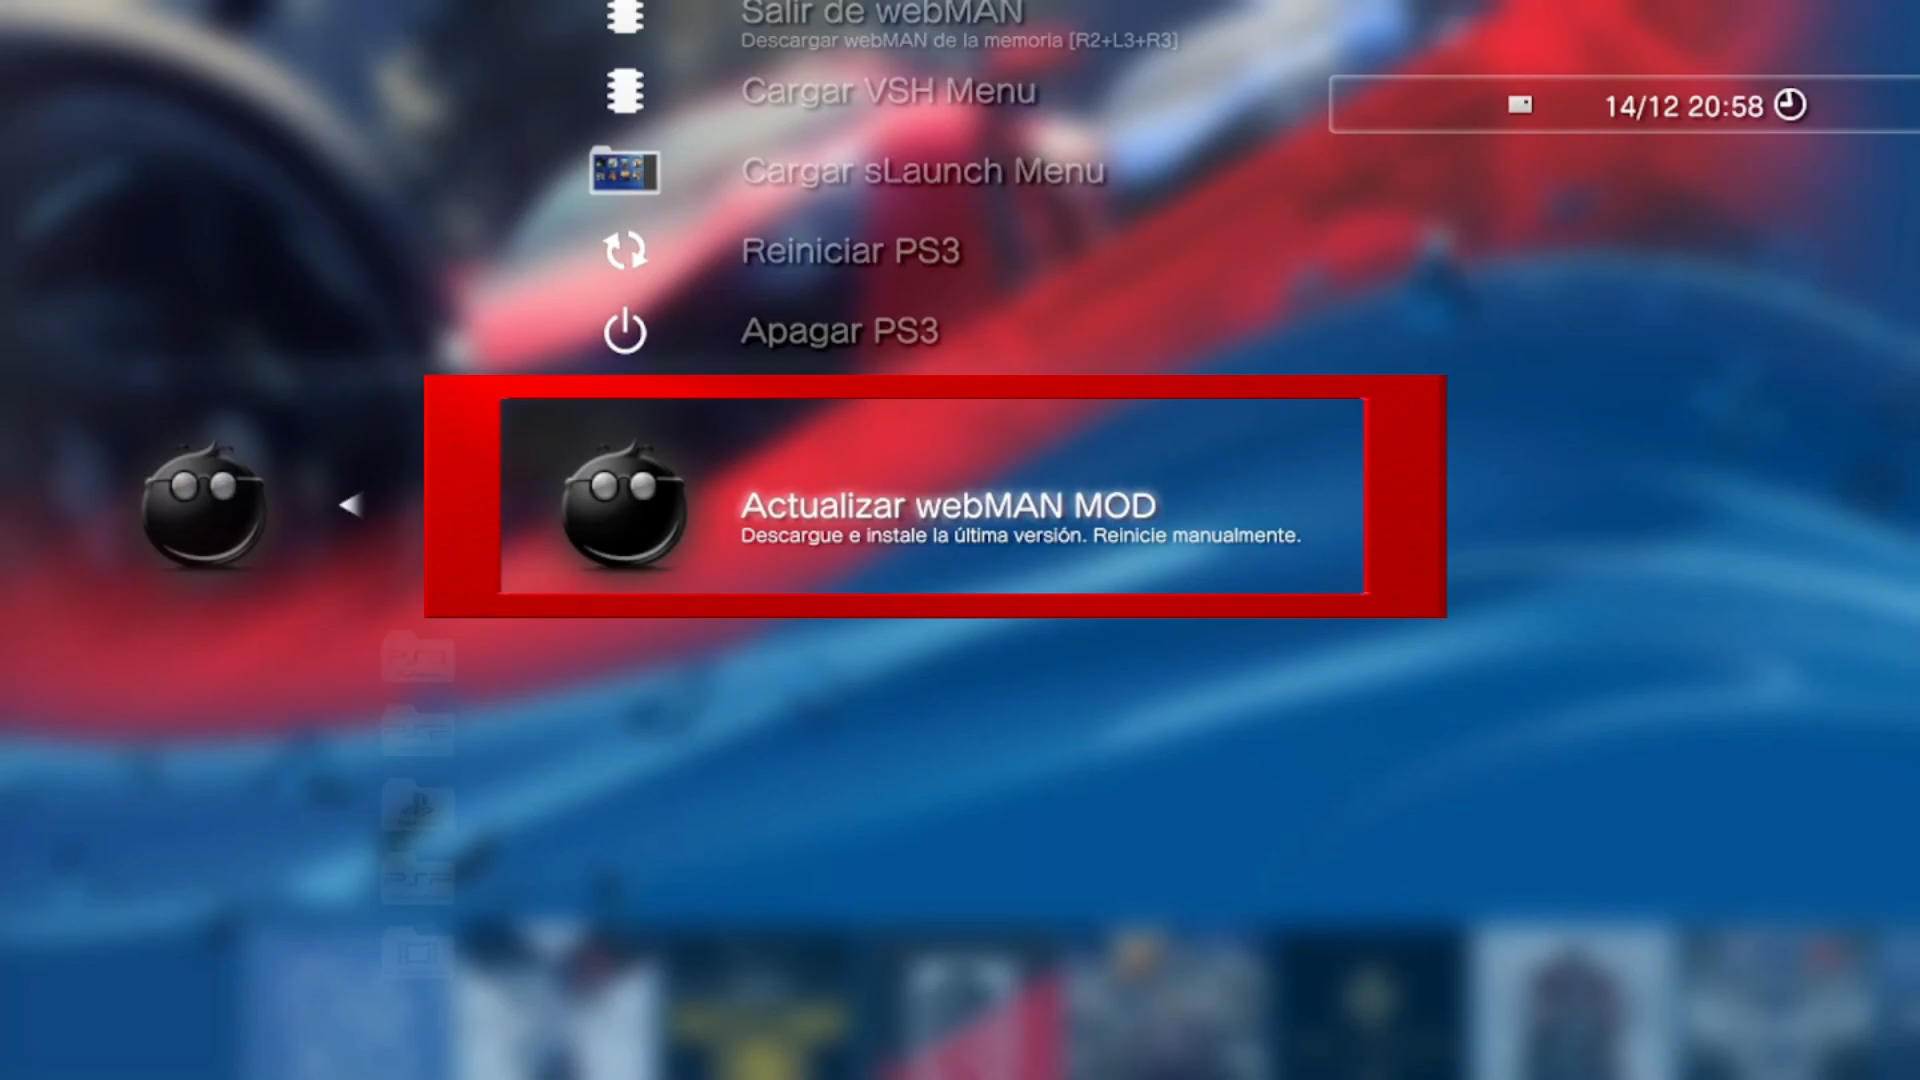 Salir de webMAN
Descargar webMAN de la memoria [R2+L3+R3]
Cargar VSH Menu
14/12 20:58
Cargar sLaunch Menu
Reiniciar PS3
Apagar PS3
Actualizar webMAN MOD
Descargue e instale la última versión. Reinicie manualmente.